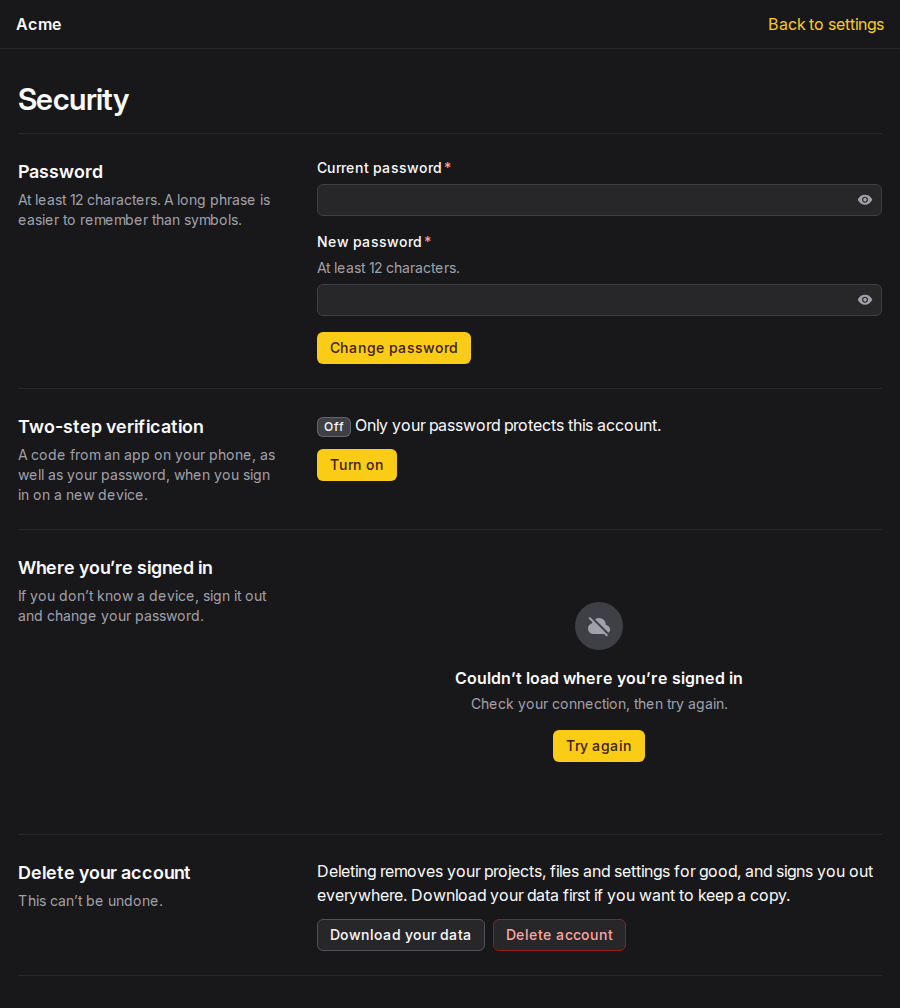 Acme
Back to settings
Security
Password
At least 12 characters. A long phrase is
easier to remember than symbols.
Current password *
New password *
At least 12 characters.
Change password
Two-step verification
A code from an app on your phone, as
well as your password, when you sign
in on a new device.
Off Only your password protects this account.
Turn on
Where you’re signed in
If you don’t know a device, sign it out
and change your password.
Couldn’t load where you’re signed in
Check your connection, then try again.
Try again
Delete your account
This can’t be undone.
Deleting removes your projects, files and settings for good, and signs you out
everywhere. Download your data first if you want to keep a copy.
Download your data
Delete account